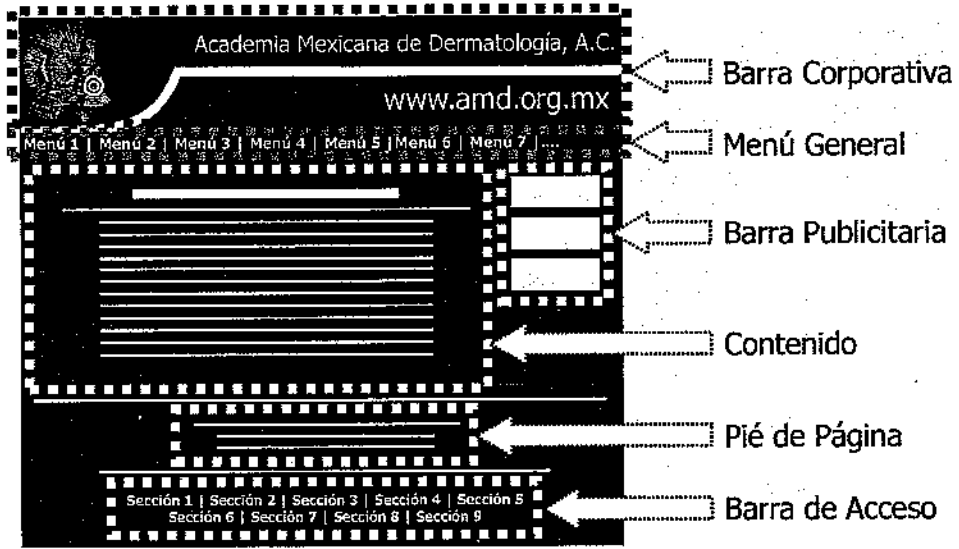 Academia Mexicana de Dermatología, A.C.
Barra Corporativa
www.amd.org.mx
Menú 1 | Menú 2 | Menú 3 | Menú 4 | Menú 5 | Menú 6 | Menú 7 |....
Menú General
Barra Publicitaria
Contenido
Pié de Página
Sección 1 | Sección 2 | Sección 3 | Sección 4 | Sección 5
Sección 6 | Sección 7 | Sección 8 | Sección 9
Barra de Acceso